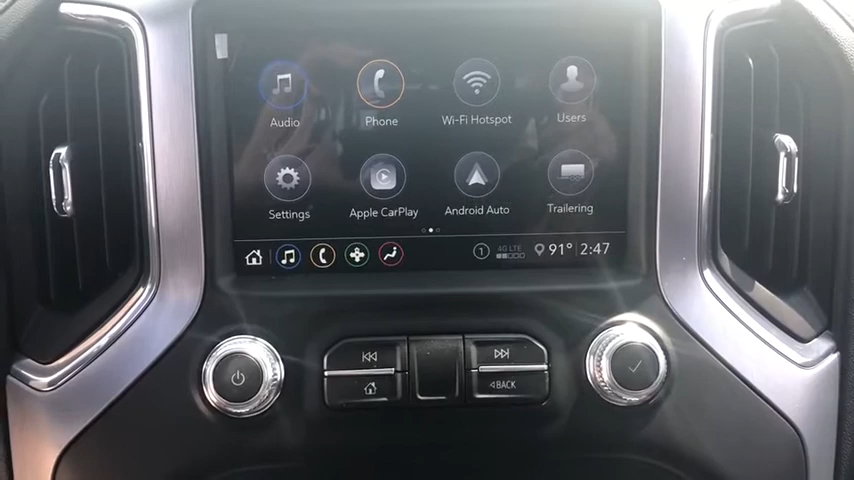 Audio Phone Wi-Fi Hotspot Users
Settings Apple CarPlay Android Auto Trailering
1 4G LTE 91° 2:47
BACK